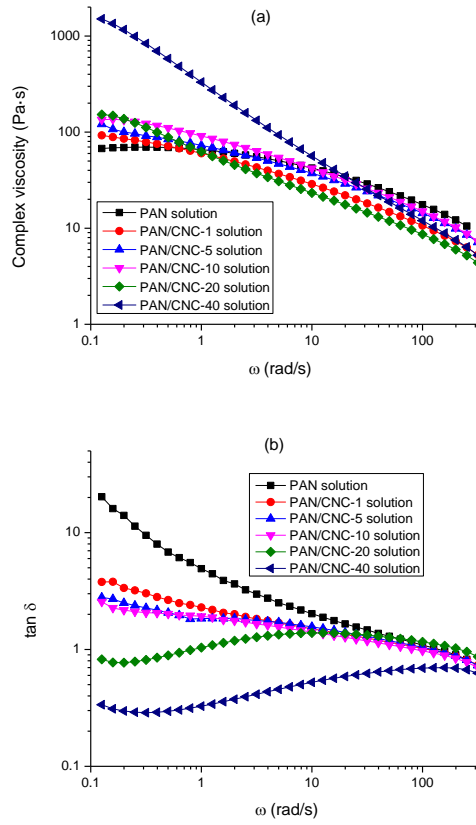 (a)
Complex viscosity (Pa·s)
1000
100
10
1
PAN solution
PAN/CNC-1 solution
PAN/CNC-5 solution
PAN/CNC-10 solution
PAN/CNC-20 solution
PAN/CNC-40 solution
0.1 1 10 100
ω (rad/s)
(b)
tan δ
10
1
0.1
PAN solution
PAN/CNC-1 solution
PAN/CNC-5 solution
PAN/CNC-10 solution
PAN/CNC-20 solution
PAN/CNC-40 solution
0.1 1 10 100
ω (rad/s)